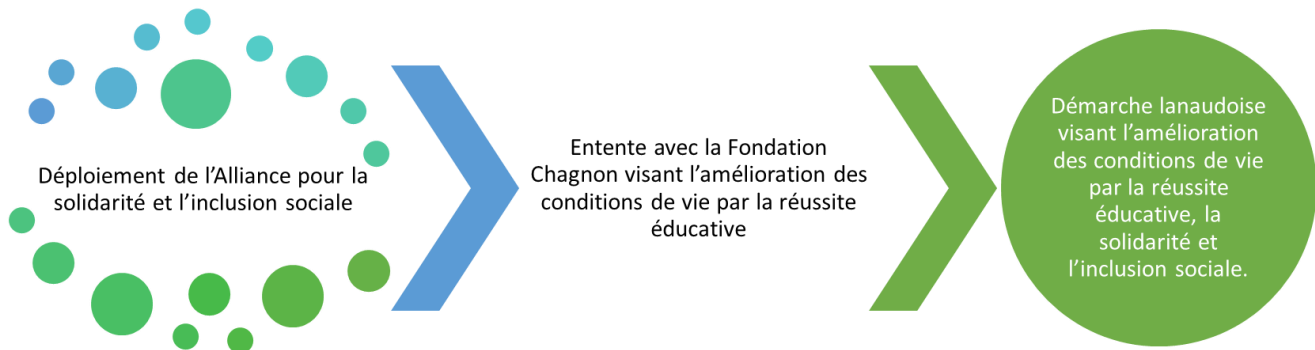 Déploiement de l'Alliance pour la
solidarité et l'inclusion sociale
Entente avec la Fondation
Chagnon visant l'amélioration des
conditions de vie par la réussite
éducative
Démarche lanaudoise
visant l'amélioration
des conditions de vie
par la réussite
éducative, la
solidarité et
l'inclusion sociale.